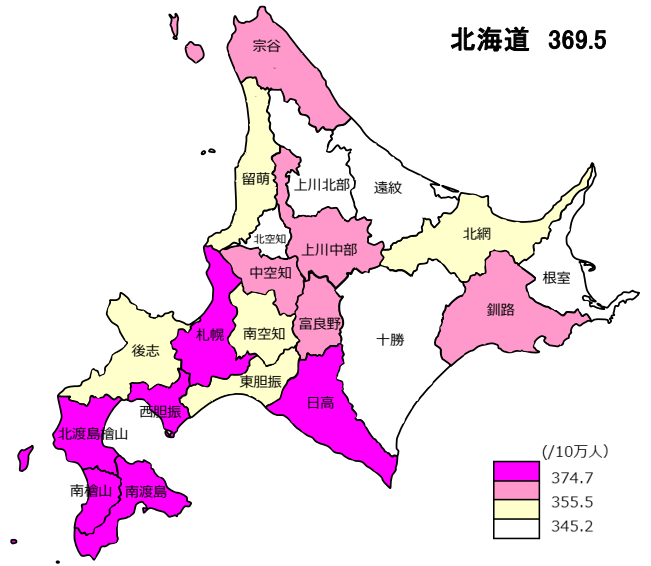 北海道 369.5
宗谷
留萌
上川北部
遠紋
北網
北空知
上川中部
根室
中空知
釧路
富良野
札幌
南空知
十勝
後志
東胆振
西胆振
日高
北渡島檜山
南檜山
南渡島
(/10万人)
374.7
355.5
345.2